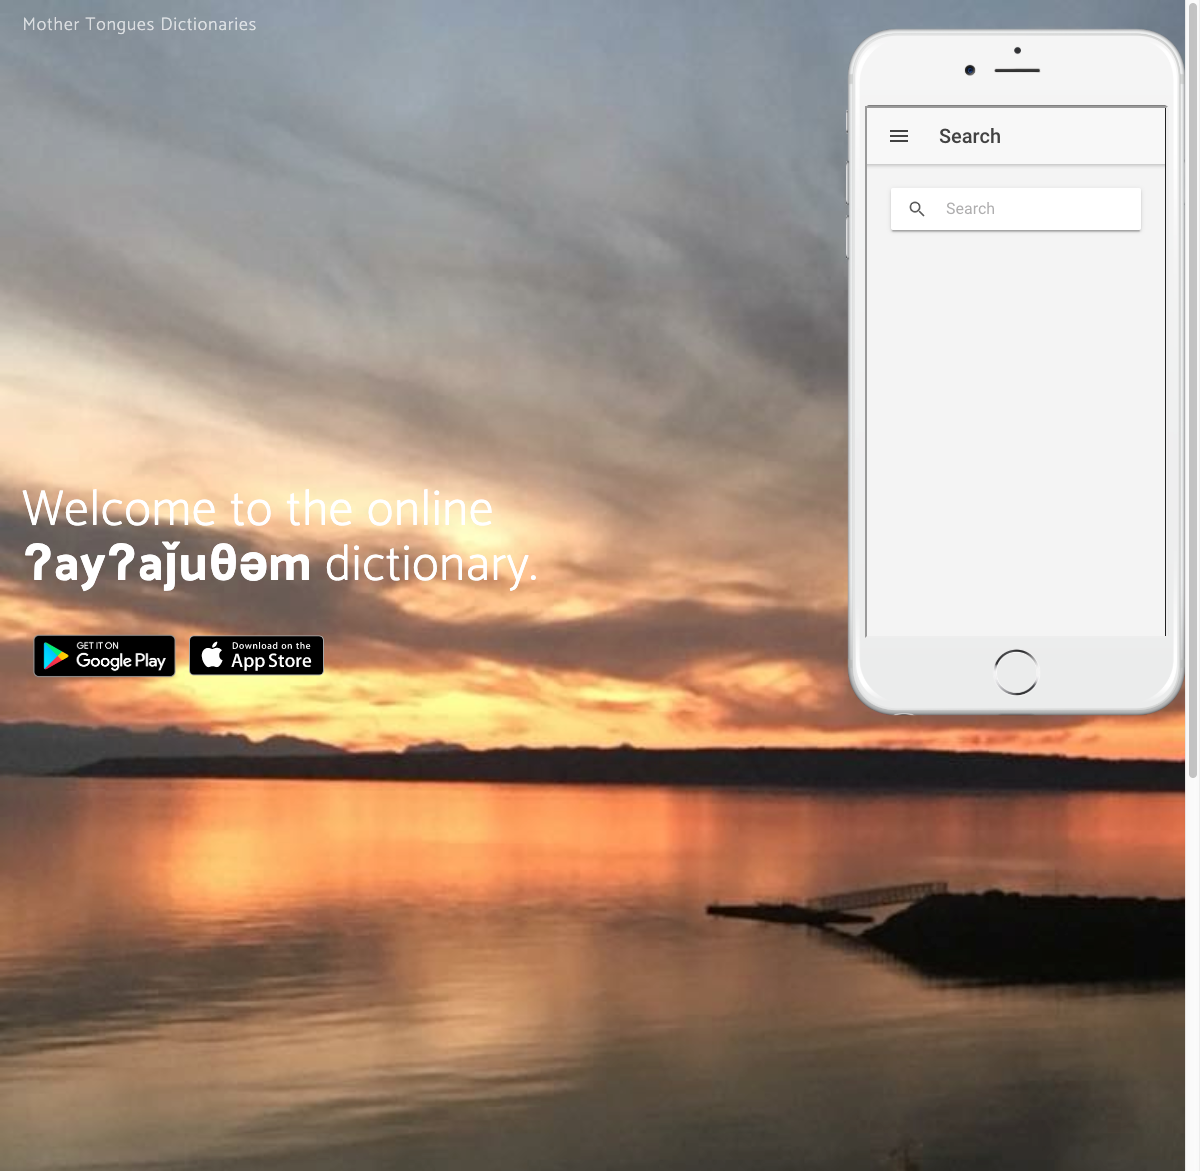 Mother Tongues Dictionaries
Search
Search
Welcome to the online
ʔayʔaǰuθəm dictionary.
GET IT ON
Google Play
Download on the
App Store